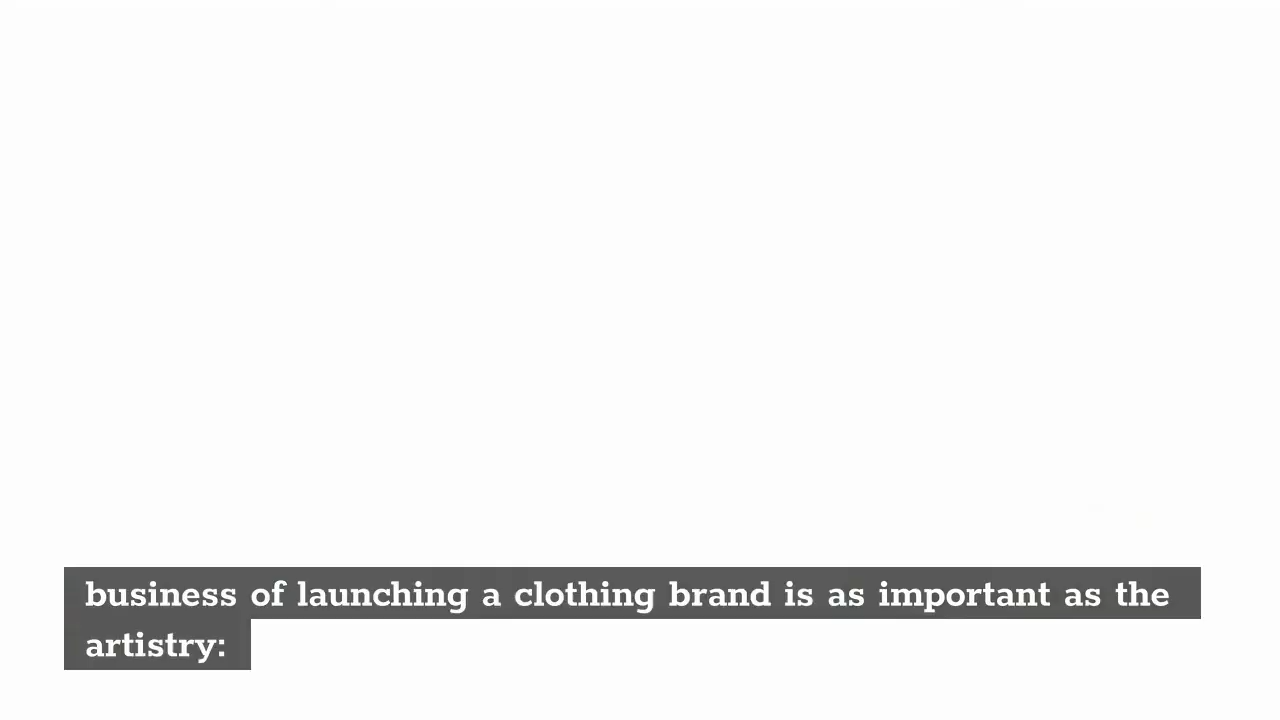 business of launching a clothing brand is as important as the
artistry: